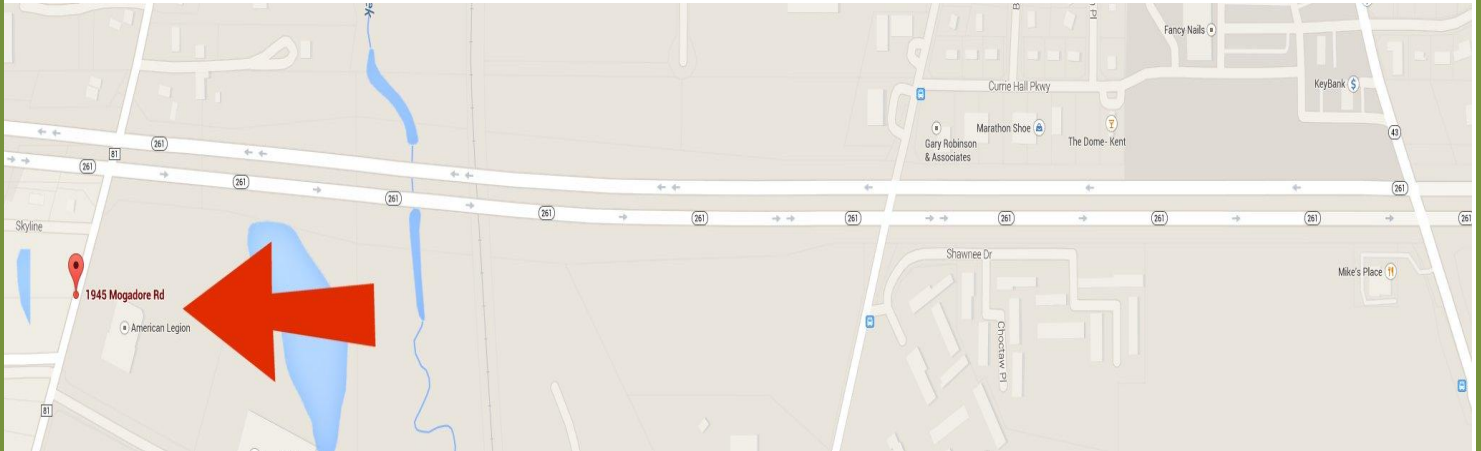 ek
B
n Pl
Fancy Nails
KeyBank
$
Currie Hall Pkwy
Marathon Shoe
The Dome- Kent
Gary Robinson
& Associates
43
261
81
261
261
261
261
261
261
261
261
261
261
261
Skyline
Shawnee Dr
Mike's Place
1945 Mogadore Rd
American Legion
Choctaw Pl
81